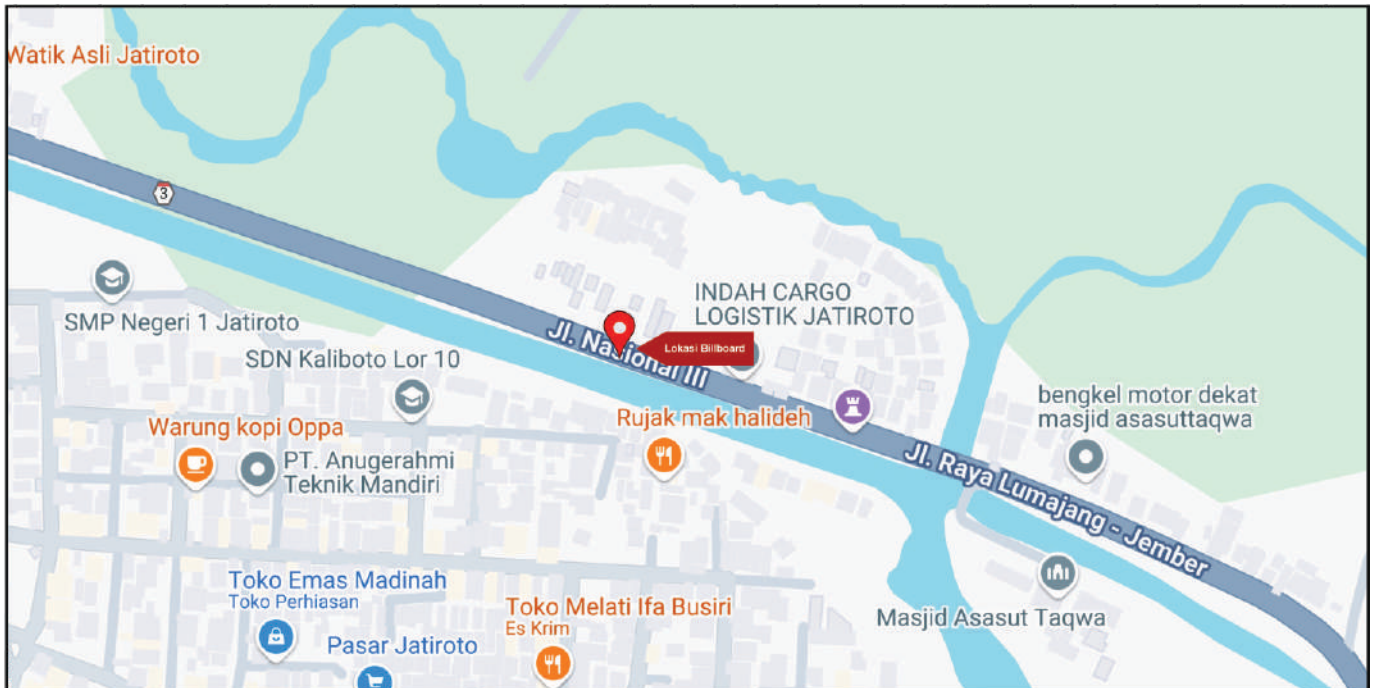 Watik Asli Jatiroto
3
SMP Negeri 1 Jatiroto
INDAH CARGO
LOGISTIK JATIROTO
Jl. Nasional III
Lokasi Billboard
SDN Kaliboto Lor 10
bengkel motor dekat
masjid asasuttaqwa
Rujak mak halideh
Warung kopi Oppa
PT. Anugerahmi
Teknik Mandiri
Jl. Raya Lumajang - Jember
Toko Emas Madinah
Toko Perhiasan
Toko Melati Ifa Busiri
Es Krim
Masjid Asasut Taqwa
Pasar Jatiroto